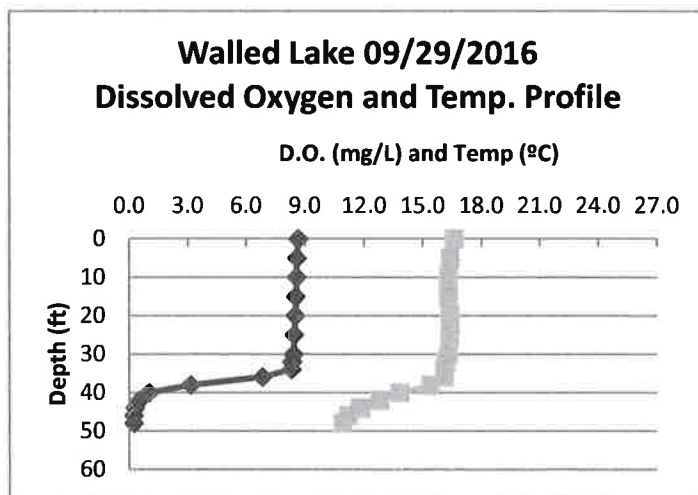 Walled Lake 09/29/2016
Dissolved Oxygen and Temp. Profile
D.O. (mg/L) and Temp (ºC)
0.0 3.0 6.0 9.0 12.0 15.0 18.0 21.0 24.0 27.0
Depth (ft)
0
10
20
30
40
50
60